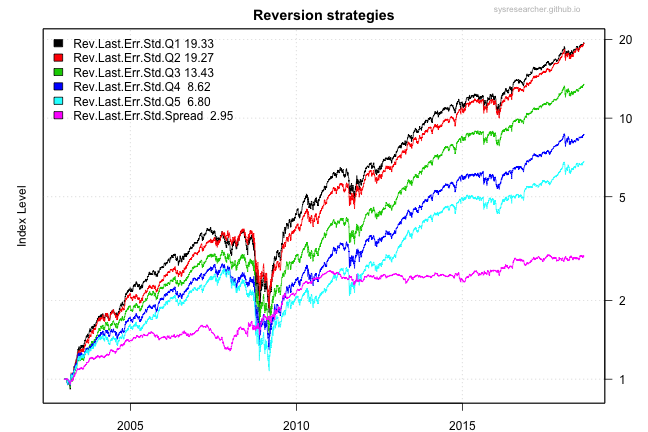 Reversion strategies
sysresearcher.github.io
Rev.Last.Err.Std.Q1 19.33
Rev.Last.Err.Std.Q2 19.27
Rev.Last.Err.Std.Q3 13.43
Rev.Last.Err.Std.Q4 8.62
Rev.Last.Err.Std.Q5 6.80
Rev.Last.Err.Std.Spread 2.95
Index Level
20
10
5
2
1
2005 2010 2015